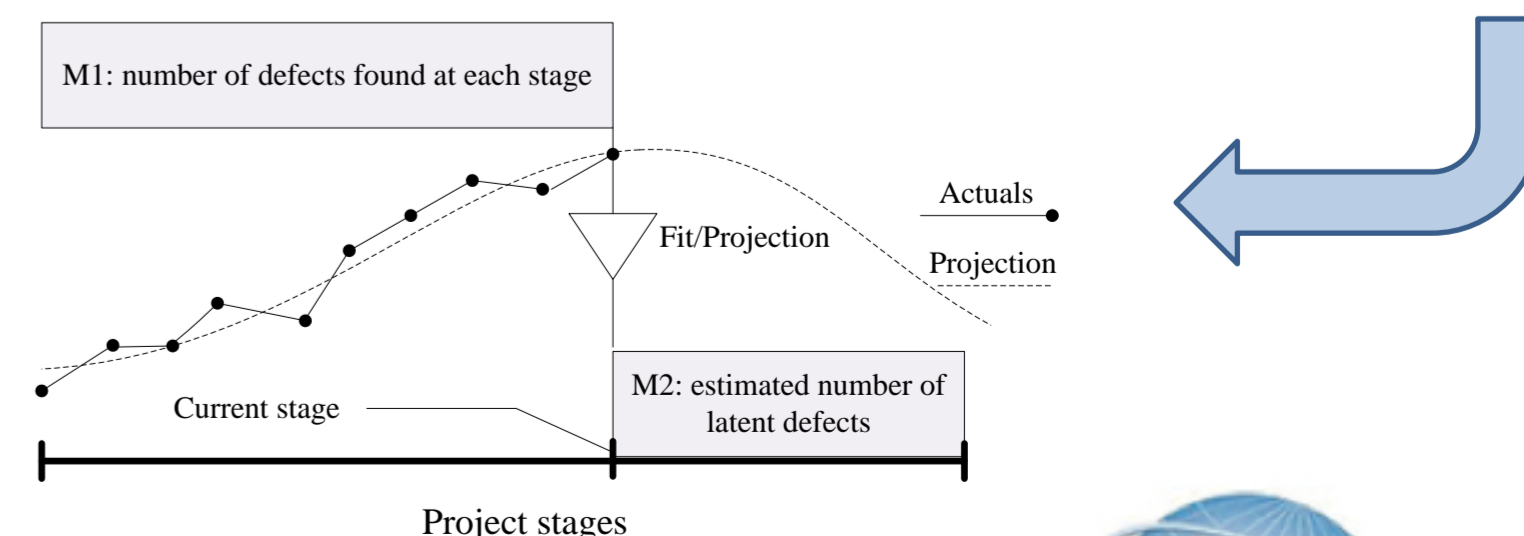 M1: number of defects found at each stage
Actuals
Fit/Projection
Projection
M2: estimated number of
latent defects
Current stage
Project stages